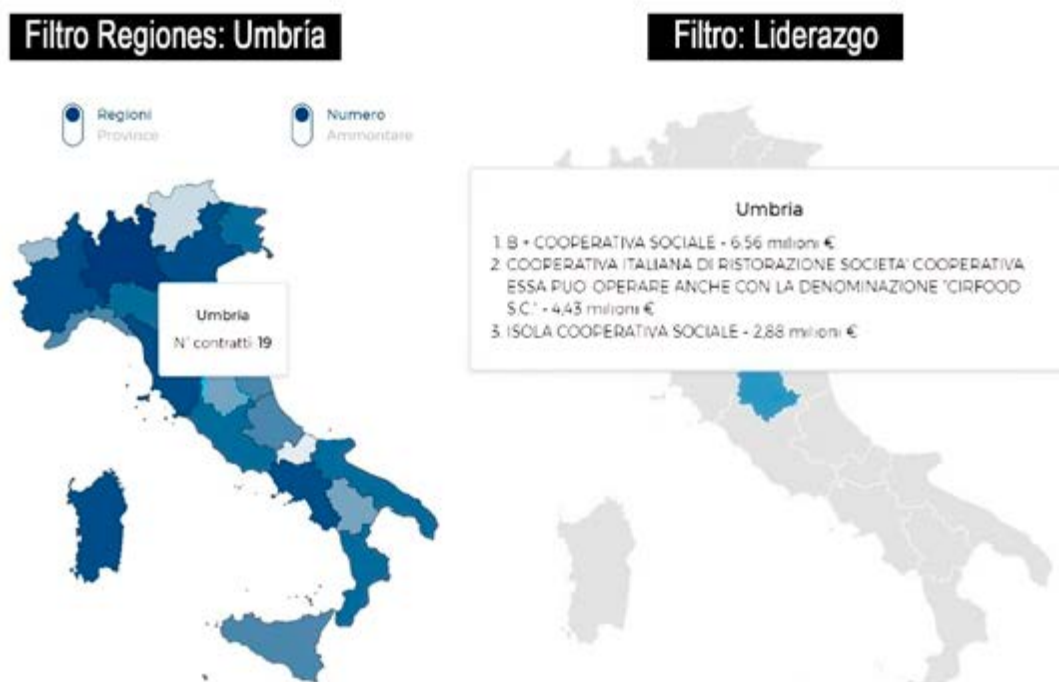 Filtro Regiones: Umbría
Filtro: Liderazgo
Regioni
Province
Numero
Ammontare
Umbria
N° contratti 19
Umbria
1. B + COOPERATIVA SOCIALE - 6,56 milioni €
2. COOPERATIVA ITALIANA DI RISTORAZIONE SOCIETA' COOPERATIVA
ESSA PUO' OPERARE ANCHE CON LA DENOMINAZIONE "CIRFOOD
S.C." - 4,43 milioni €
3. ISOLA COOPERATIVA SOCIALE - 2,88 milioni €